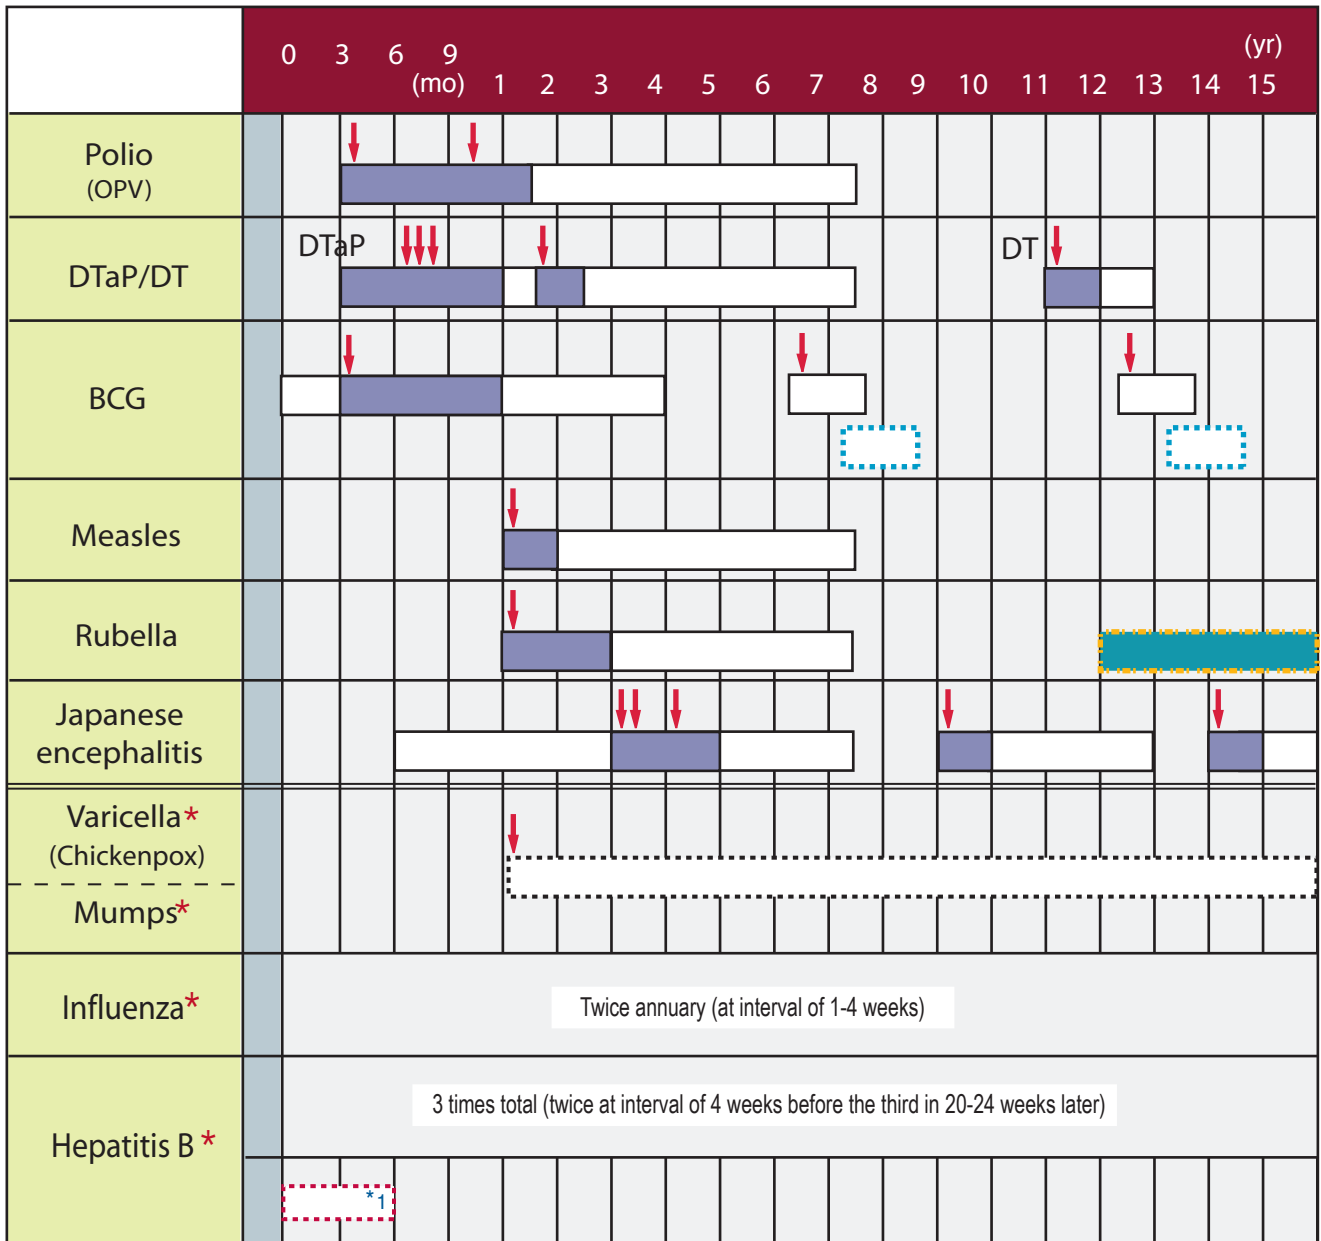 (yr)
0 3 6 9
(mo) 1 2 3 4 5 6 7 8 9 10 11 12 13 14 15
Polio
(OPV)
DTaP
DT
DTaP/DT
BCG
Measles
Rubella
Japanese
encephalitis
Varicella*
(Chickenpox)
Mumps*
Influenza*
Twice annuary (at interval of 1-4 weeks)
3 times total (twice at interval of 4 weeks before the third in 20-24 weeks later)
Hepatitis B *
*1